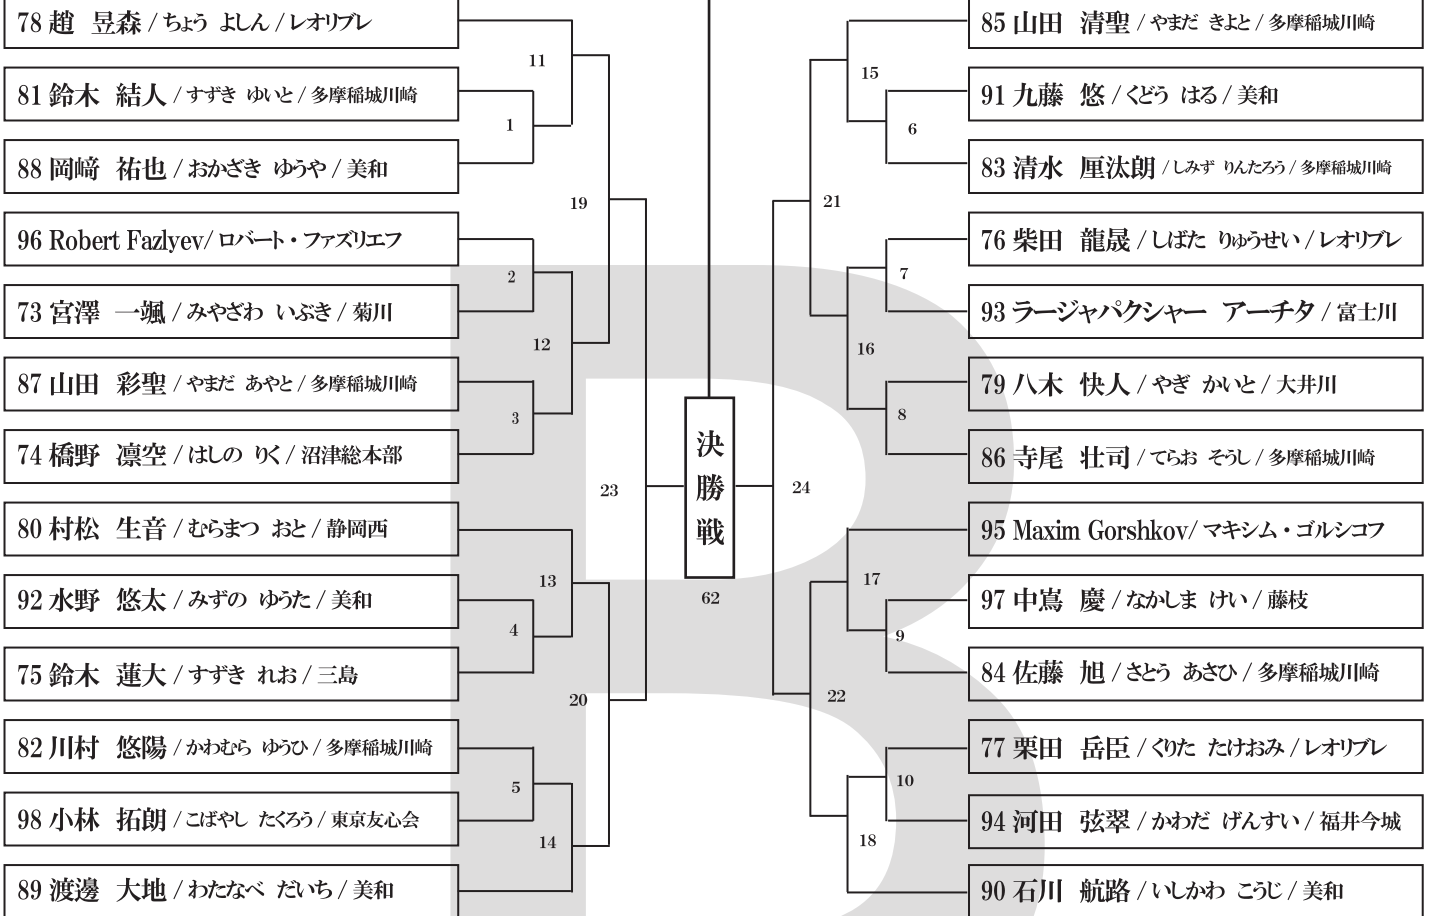 78 趙 昱森 / ちょう よしん / レオリブレ
81 鈴木 結人 / すずき ゆいと / 多摩稲城川崎
88 岡﨑 祐也 / おかざき ゆうや / 美和
96 Robert Fazlyev/ ロバート・ファズリエフ
73 宮澤 一颯 / みやざわ いぶき / 菊川
87 山田 彩聖 / やまだ あやと / 多摩稲城川崎
74 橋野 凛空 / はしの りく / 沼津総本部
80 村松 生音 / むらまつ おと / 静岡西
92 水野 悠太 / みずの ゆうた / 美和
75 鈴木 蓮大 / すずき れお / 三島
82 川村 悠陽 / かわむら ゆうひ / 多摩稲城川崎
98 小林 拓朗 / こばやし たくろう / 東京友心会
89 渡邊 大地 / わたなべ だいち / 美和
11
1
19
2
12
3
23
13
4
20
5
14
決
勝
戦
62
15
6
21
7
16
8
24
17
9
22
10
18
85 山田 清聖 / やまだ きよと / 多摩稲城川崎
91 九藤 悠 / くどう はる / 美和
83 清水 厘汰朗 / しみず りんたろう / 多摩稲城川崎
76 柴田 龍晟 / しばた りゅうせい / レオリブレ
93 ラージャパクシャー アーチタ / 富士川
79 八木 快人 / やぎ かいと / 大井川
86 寺尾 壮司 / てらお そうし / 多摩稲城川崎
95 Maxim Gorshkov/ マキシム・ゴルシコフ
97 中嶌 慶 / なかしま けい / 藤枝
84 佐藤 旭 / さとう あさひ / 多摩稲城川崎
77 栗田 岳臣 / くりた たけおみ / レオリブレ
94 河田 弦翠 / かわだ げんすい / 福井今城
90 石川 航路 / いしかわ こうじ / 美和
B